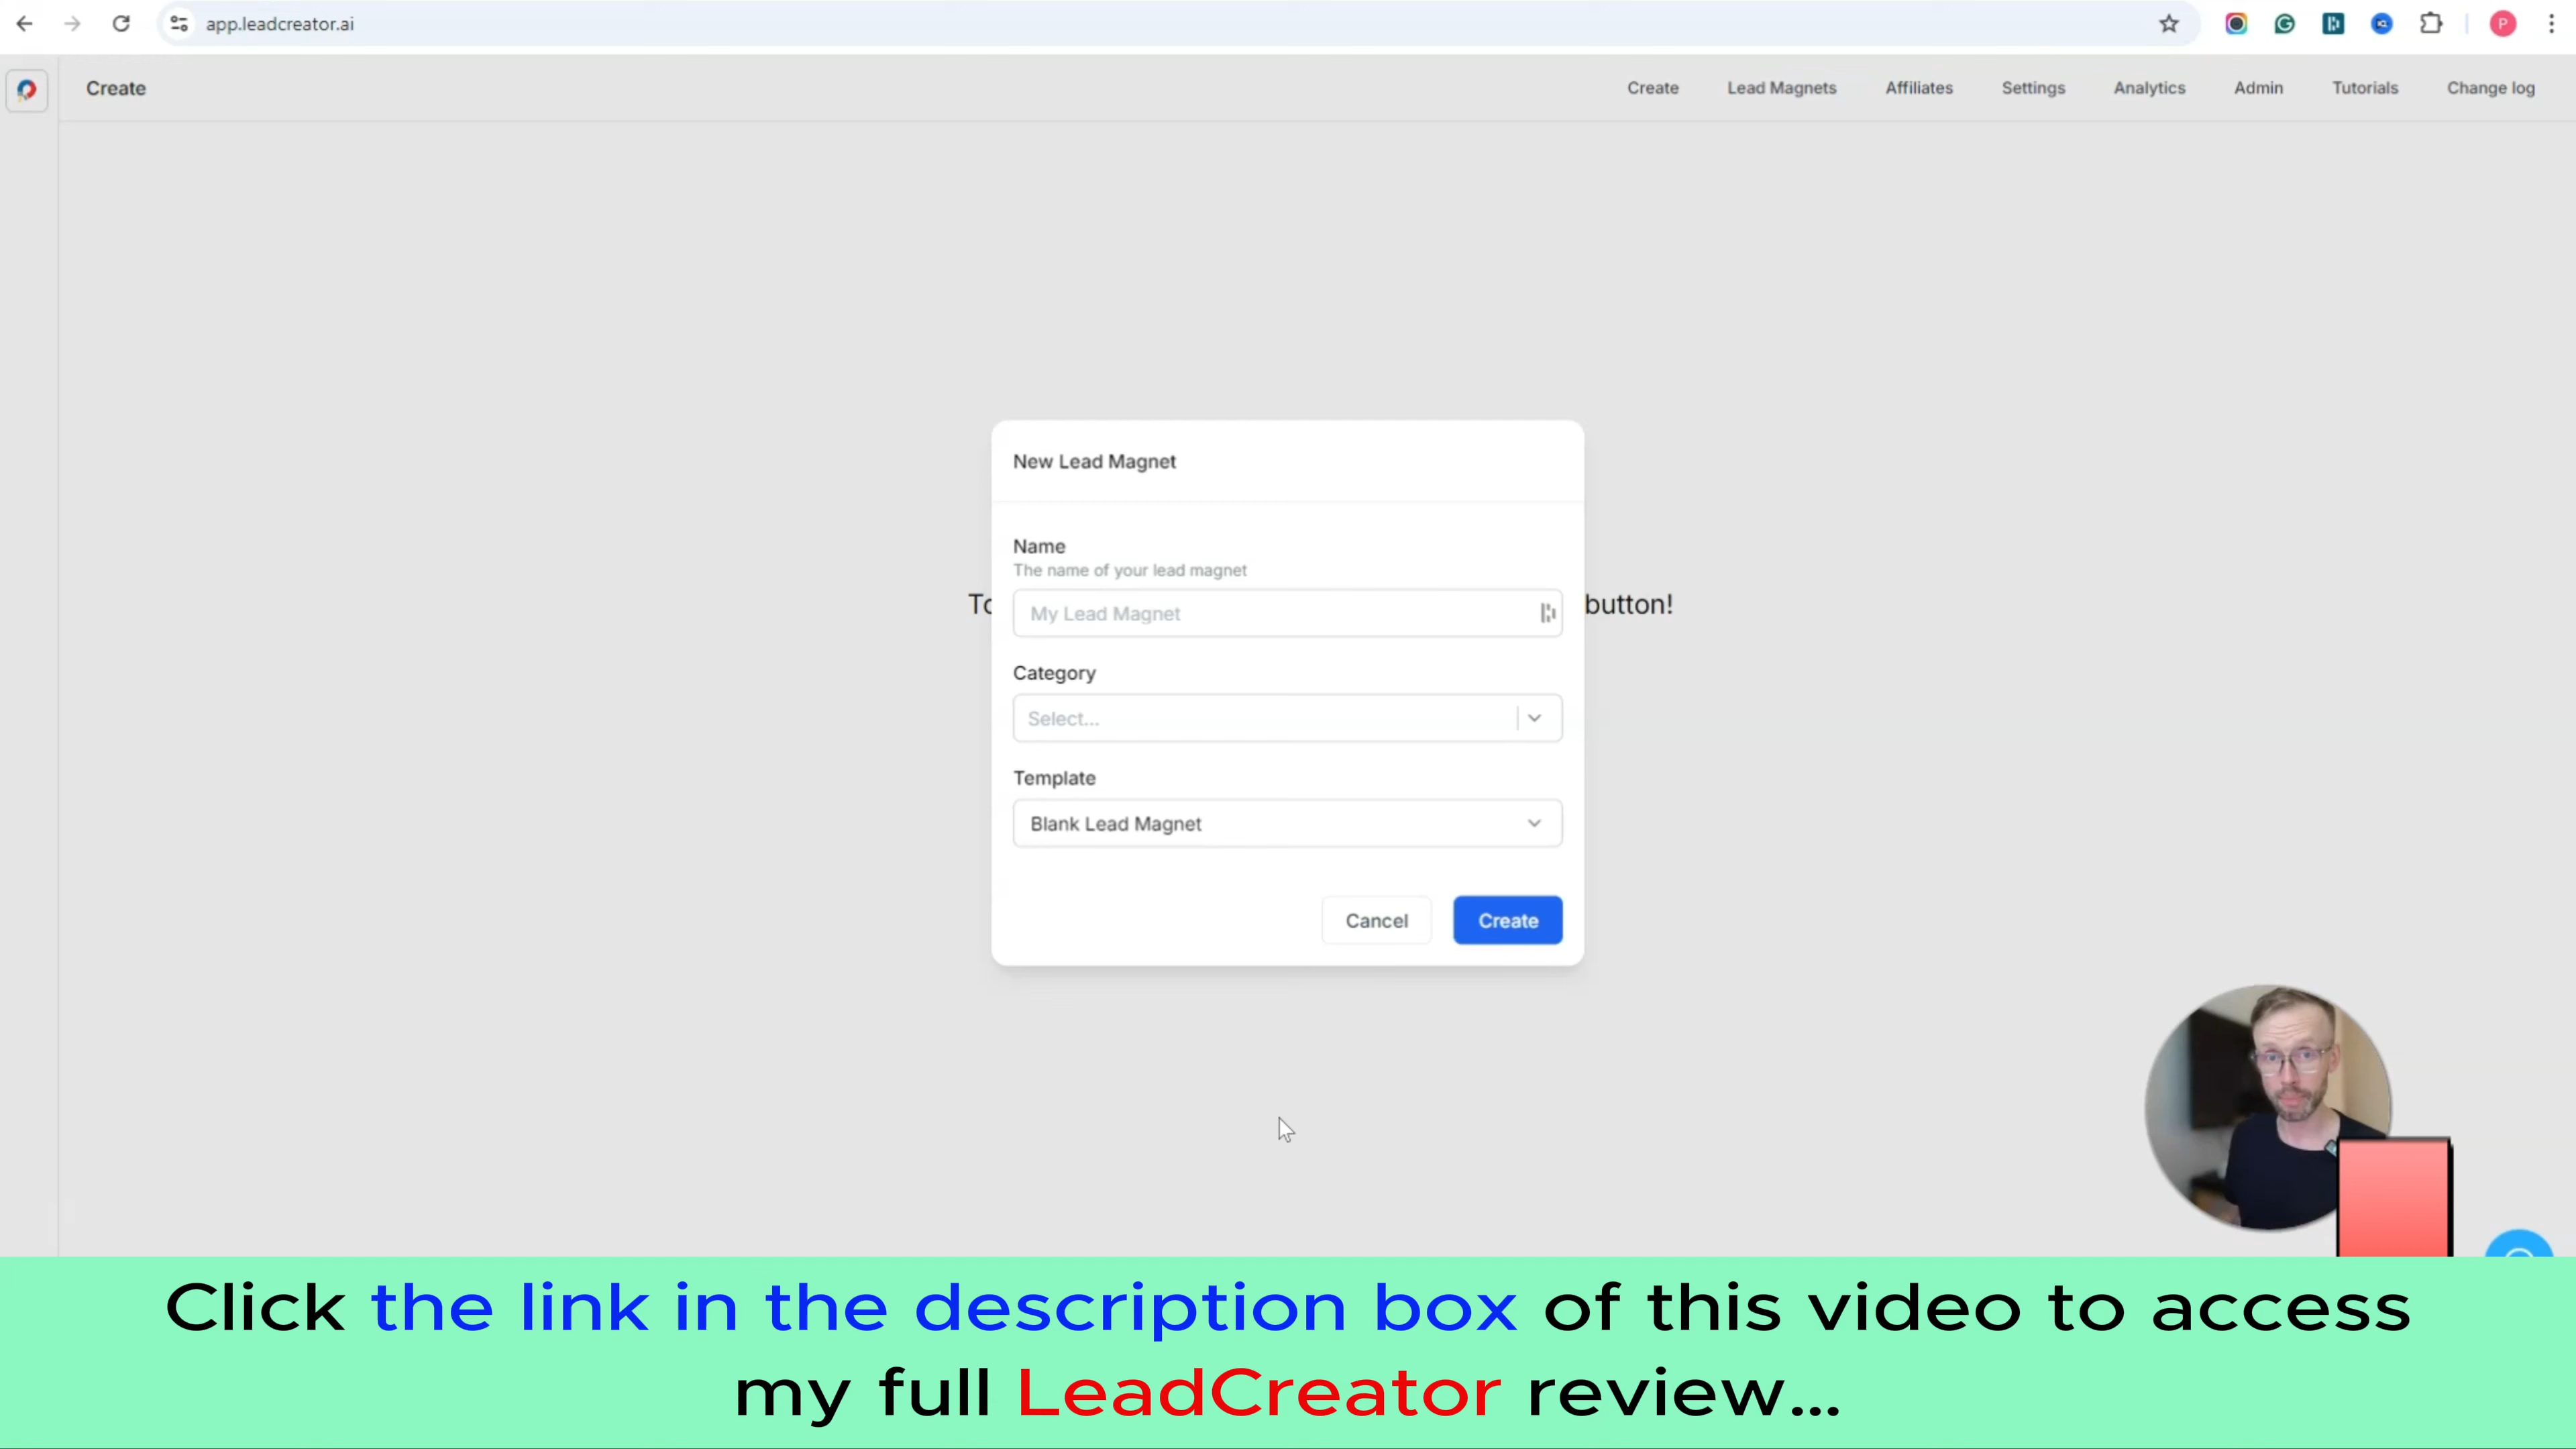 app.leadcreator.ai
P
Create
Create Lead Magnets Affiliates Settings Analytics Admin Tutorials Change log
New Lead Magnet
Name
The name of your lead magnet
My Lead Magnet
button!
Category
Select...
Template
Blank Lead Magnet
Cancel Create
Click the link in the description box of this video to access
my full LeadCreator review...